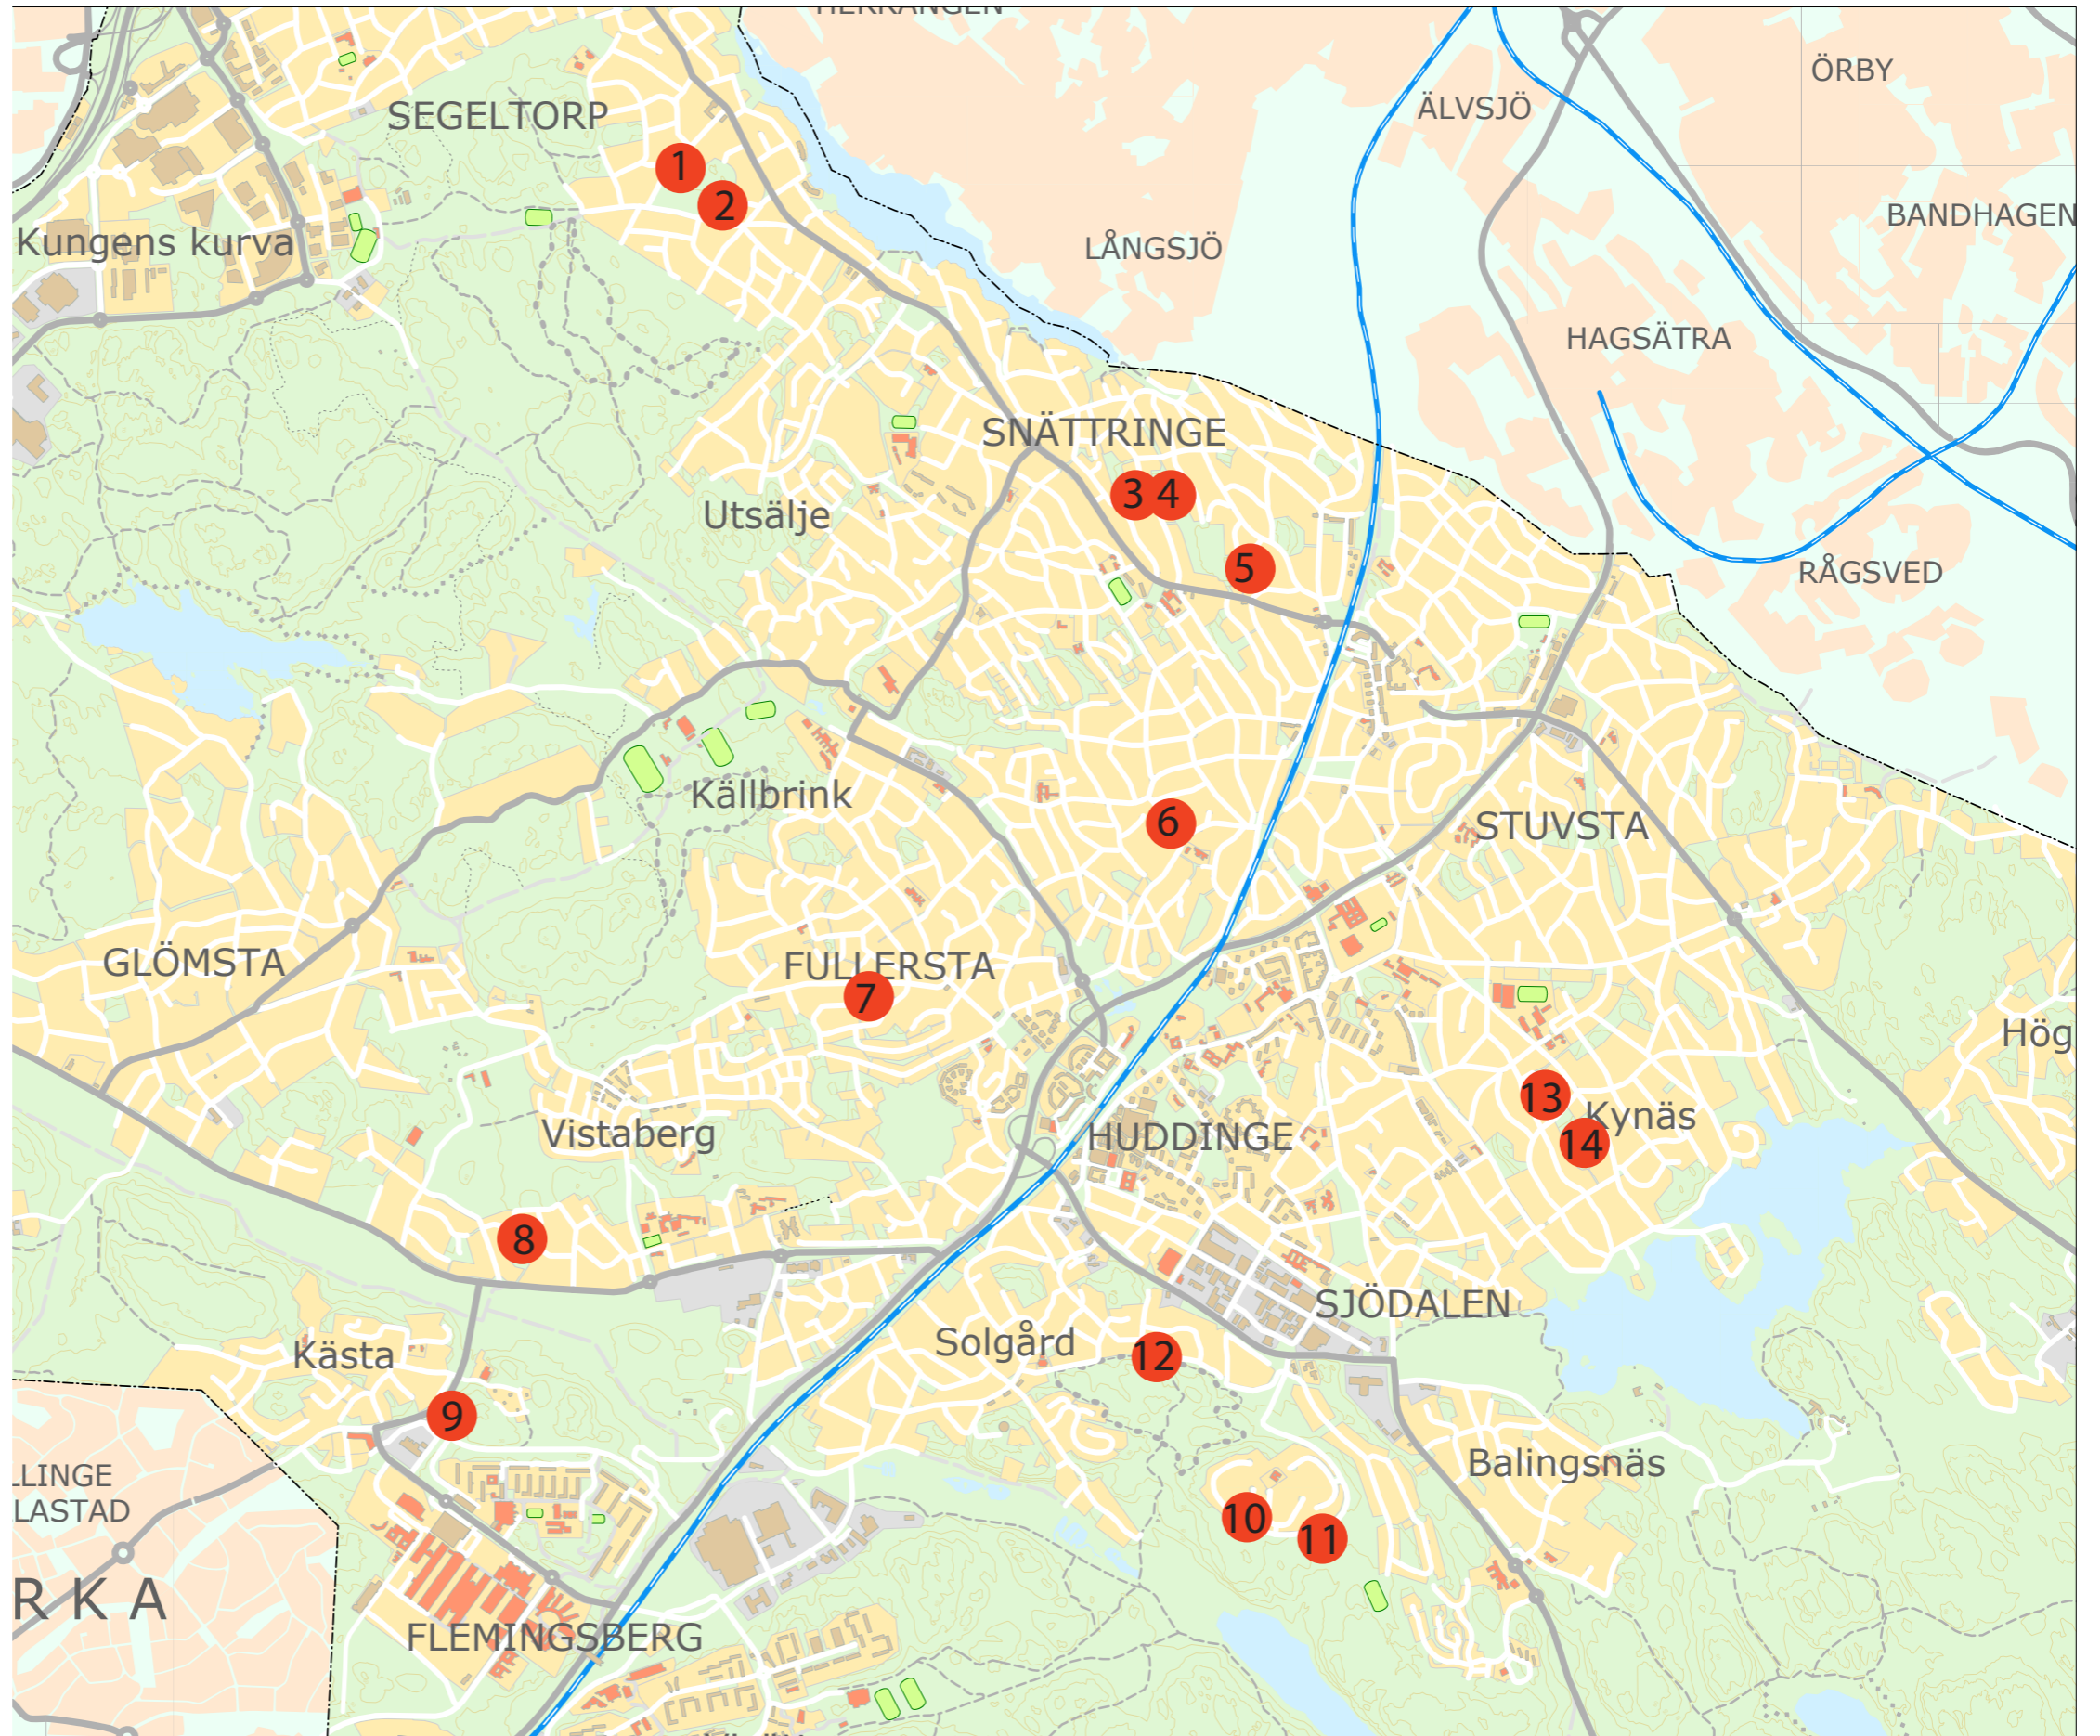 HERRÄNGEN
ÖRBY
ÄLVSJÖ
SEGELTORP
1
2
BANDHAGEN
Kungens kurva
LÅNGSJÖ
HAGSÄTRA
SNÄTTRINGE
3
4
Utsälje
5
RÅGSVED
Källbrink
6
STUVSTA
GLÖMSTA
FULLERSTA
7
Hög
13
Kynäs
Vistaberg
HUDDINGE
14
8
SJÖDALEN
Solgård
Kästa
12
9
LLINGE
LASTAD
Balingsnäs
10
11
RKA
FLEMINGSBERG